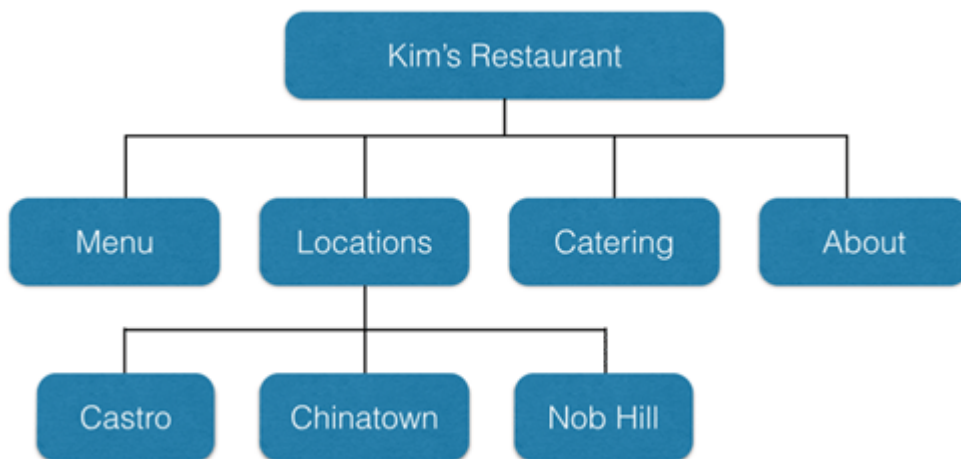 Kim’s Restaurant
Menu
Locations
Catering
About
Castro
Chinatown
Nob Hill